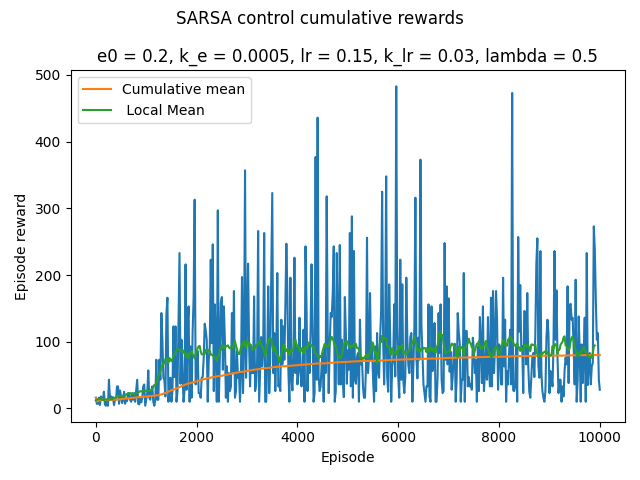 SARSA control cumulative rewards
e0 = 0.2, k_e = 0.0005, lr = 0.15, k_lr = 0.03, lambda = 0.5
Cumulative mean
Local Mean
Episode reward
500
400
300
200
100
0
0 2000 4000 6000 8000 10000
Episode